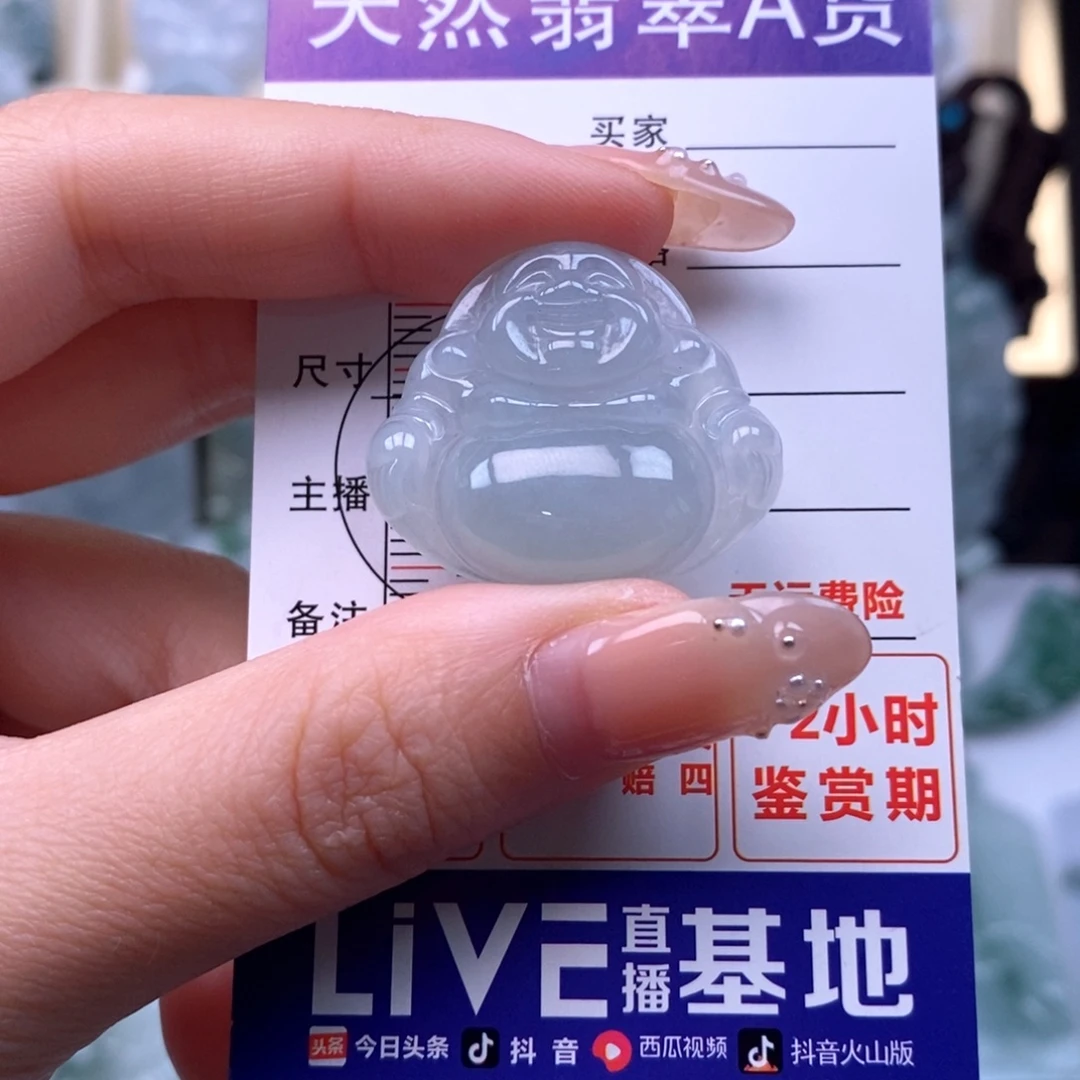 天然翡翠A货
买家
尺寸
主播
备注
费险
2小时
鉴赏期
赔 四
LiVE直播基地
头条 今日头条 抖音 西瓜视频 抖音火山版